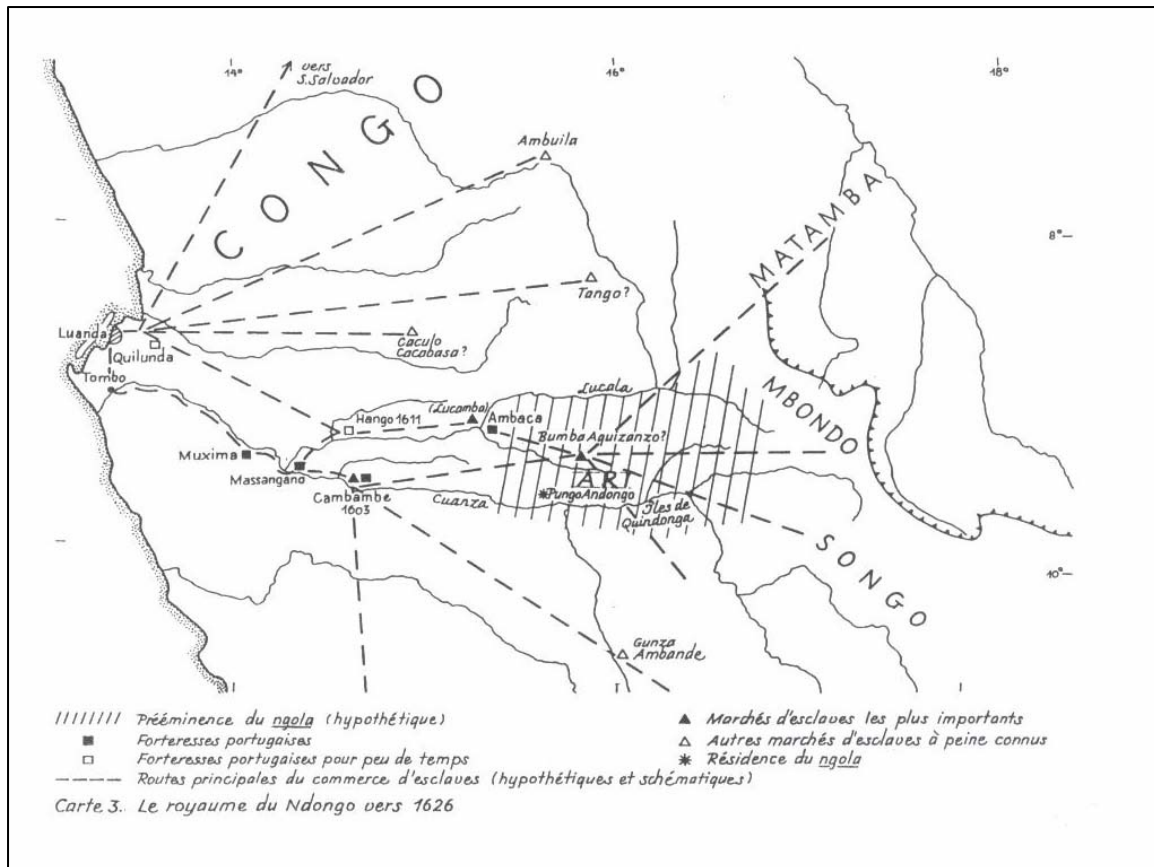 14°
16°
18°
vers
S.Salvador
CONGO
Ambuila
MATAMBA
8°
Tango?
Luanda
Quilunda
Caculo
Cacabasa?
Tombo
Lucala
Hango 1611
(Lucamba)
Ambaca
MBONDO
Bumba Aquizanzo?
Muxima
Massangano
ARI
Pungo Andongo
Cambambe
1603
Cuanza
Îles de
Quindonga
SONGO
10°
Gunza
Ambande
Prééminence du ngola (hypothétique)
Forteresses portugaises
Forteresses portugaises pour peu de temps
Routes principales du commerce d'esclaves (hypothétiques et schématiques)
Marchés d'esclaves les plus importants
Autres marchés d'esclaves à peine connus
Résidence du ngola
Carte 3. Le royaume du Ndongo vers 1626